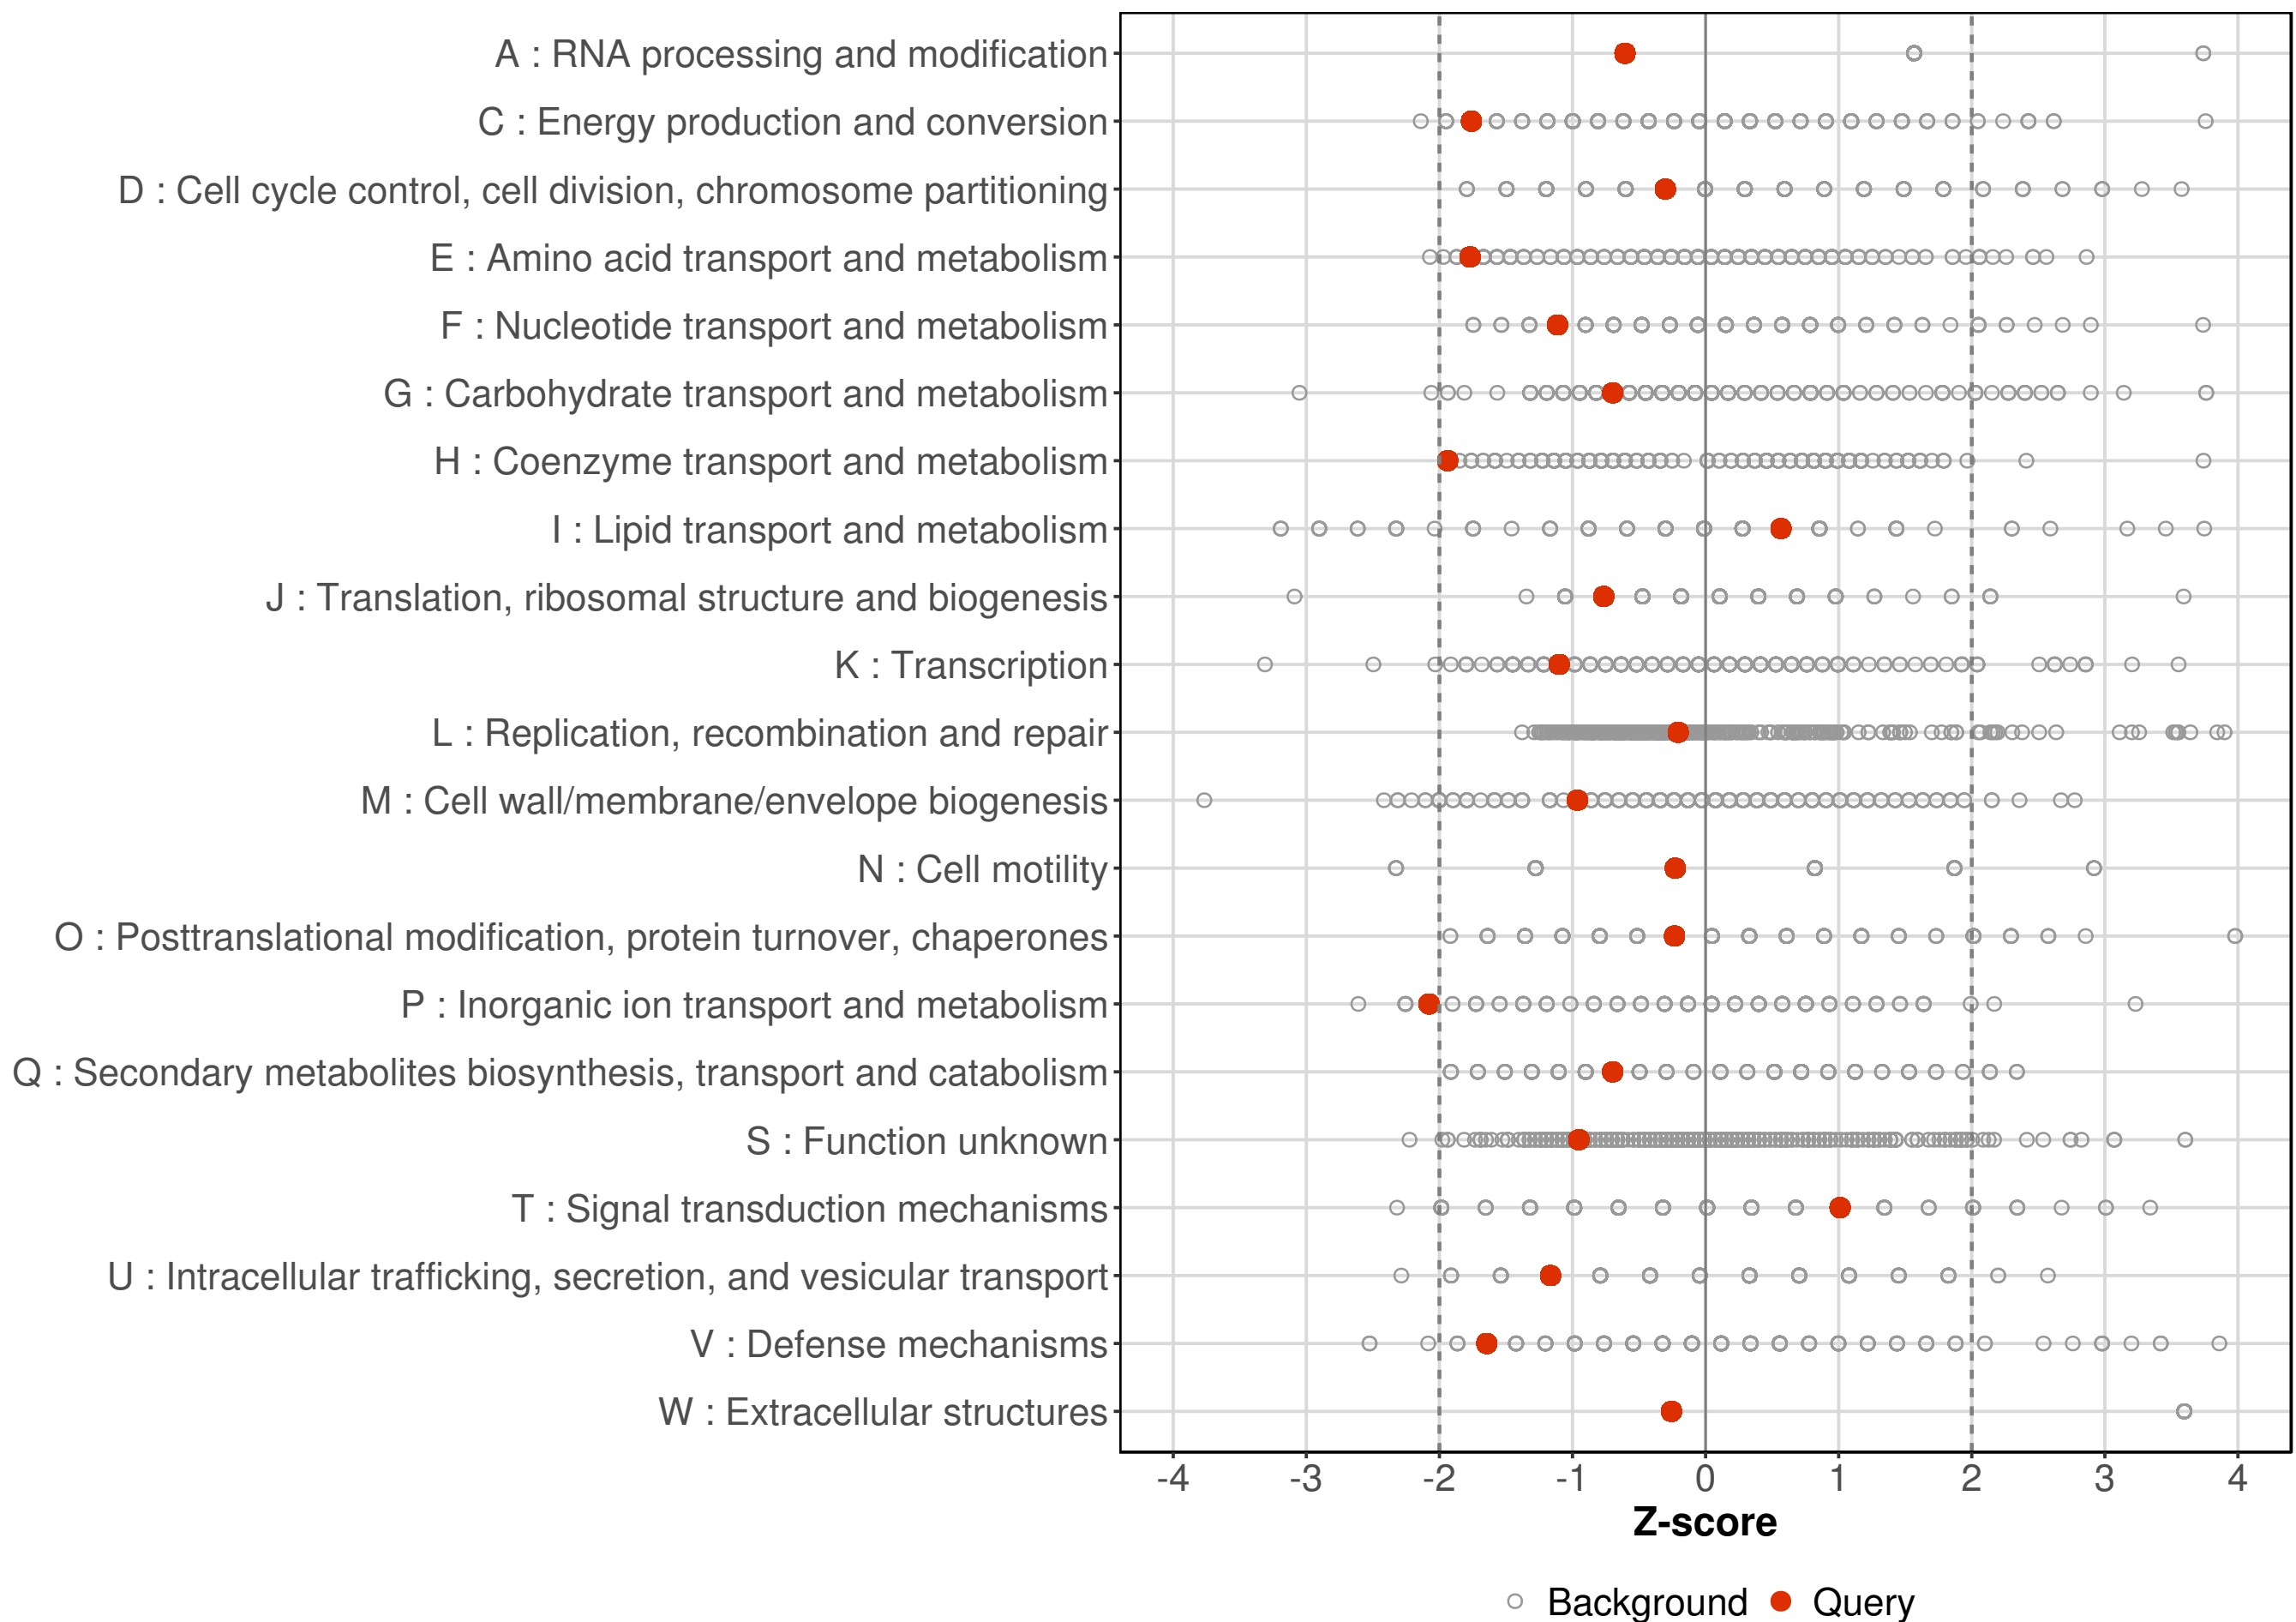 A : RNA processing and modification
C : Energy production and conversion
D : Cell cycle control, cell division, chromosome partitioning
E : Amino acid transport and metabolism
F : Nucleotide transport and metabolism
G : Carbohydrate transport and metabolism
H : Coenzyme transport and metabolism
I : Lipid transport and metabolism
J : Translation, ribosomal structure and biogenesis
K : Transcription
L : Replication, recombination and repair
M : Cell wall/membrane/envelope biogenesis
N : Cell motility
O : Posttranslational modification, protein turnover, chaperones
P : Inorganic ion transport and metabolism
Q : Secondary metabolites biosynthesis, transport and catabolism
S : Function unknown
T : Signal transduction mechanisms
U : Intracellular trafficking, secretion, and vesicular transport
V : Defense mechanisms
W : Extracellular structures
-4 -3 -2 -1 0 1 2 3 4
Z-score
Background Query